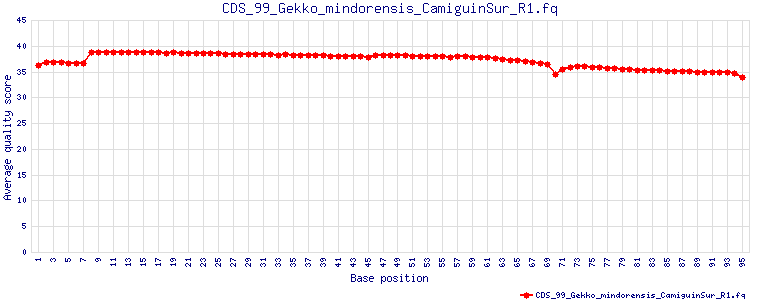 CDS_99_Gekko_mindorensis_CamiguinSur_R1.fq
45
40
35
30
25
20
15
10
5
0
Average quality score
1 3 5 7 9 11 13 15 17 19 21 23 25 27 29 31 33 35 37 39 41 43 45 47 49 51 53 55 57 59 61 63 65 67 69 71 73 75 77 79 81 83 85 87 89 91 93 95
Base position
CDS_99_Gekko_mindorensis_CamiguinSur_R1.fq